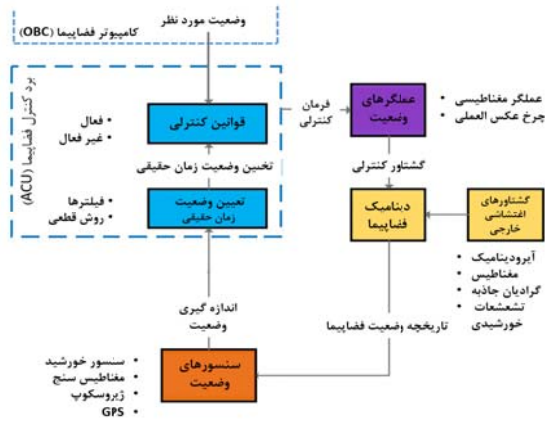 وضعیت مورد نظر
کامپیوتر فضاپیما (OBC)
برد کنترل فضاپیما (ACU)
فعال
غیر فعال
قوانین کنترلی
فرمان
کنترلی
عملگرهای
وضعیت
عملگر مغناطیسی
چرخ عکس العملی
تخمین وضعیت زمان حقیقی
گشتاور کنترلی
فیلترها
روش قطعی
تعیین وضعیت
زمان حقیقی
دینامیک
فضاپیما
گشتاورهای
اغتشاشی
خارجی
آیرودینامیک
مغناطیس
گرادیان جاذبه
تشعشعات
خورشیدی
اندازه گیری
وضعیت
تاریخچه وضعیت فضاپیما
سنسورهای
وضعیت
سنسور خورشید
مغناطیس سنج
ژیروسکوپ
GPS